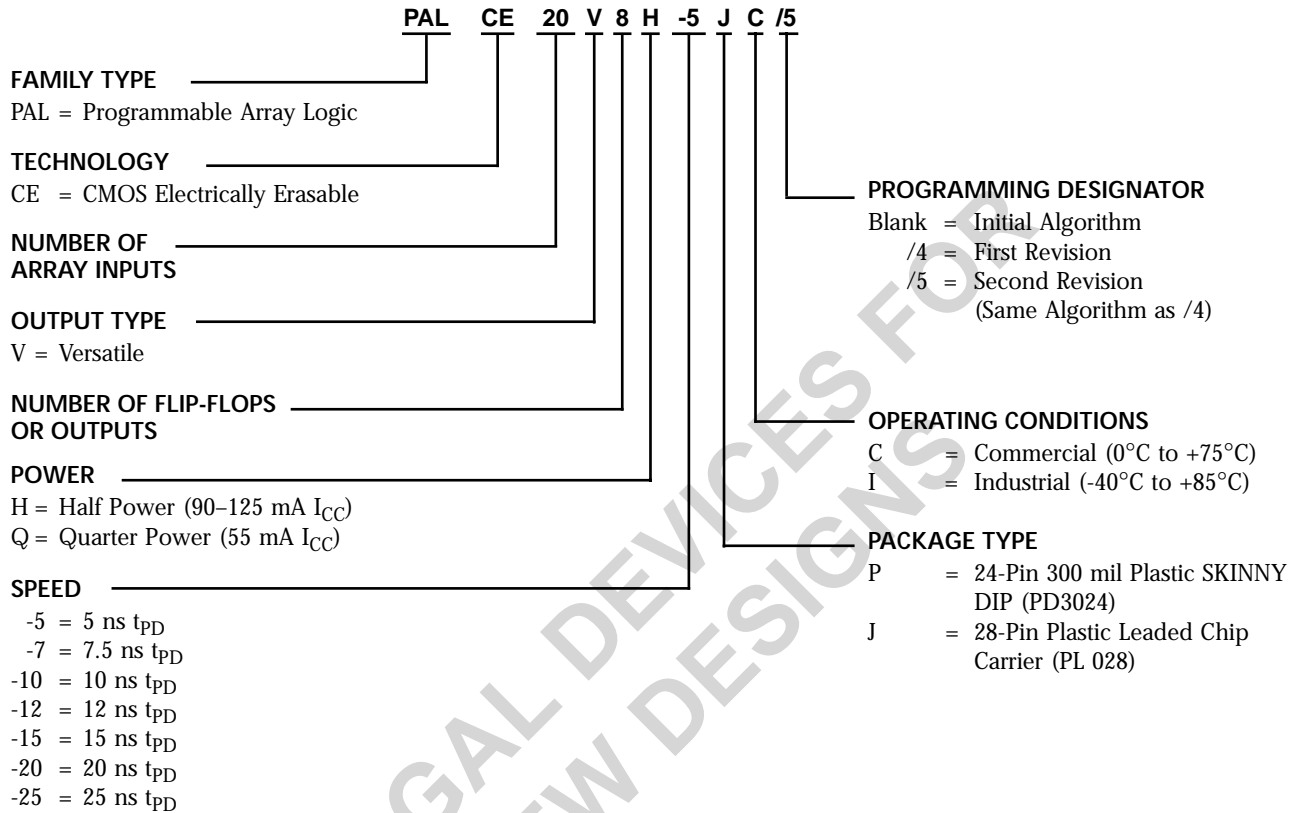 PAL CE 20 V 8 H -5 J C /5
FAMILY TYPE
PAL = Programmable Array Logic
TECHNOLOGY
CE = CMOS Electrically Erasable
NUMBER OF
ARRAY INPUTS
OUTPUT TYPE
V = Versatile
NUMBER OF FLIP-FLOPS
OR OUTPUTS
POWER
H = Half Power (90–125 mA ICC)
Q = Quarter Power (55 mA ICC)
SPEED
-5 = 5 ns tPD
-7 = 7.5 ns tPD
-10 = 10 ns tPD
-12 = 12 ns tPD
-15 = 15 ns tPD
-20 = 20 ns tPD
-25 = 25 ns tPD
PROGRAMMING DESIGNATOR
Blank = Initial Algorithm
/4 = First Revision
/5 = Second Revision
(Same Algorithm as /4)
OPERATING CONDITIONS
C = Commercial (0°C to +75°C)
I = Industrial (-40°C to +85°C)
PACKAGE TYPE
P = 24-Pin 300 mil Plastic SKINNY
DIP (PD3024)
J = 28-Pin Plastic Leaded Chip
Carrier (PL 028)
GAL DEVICES FOR
EW DESIGNS